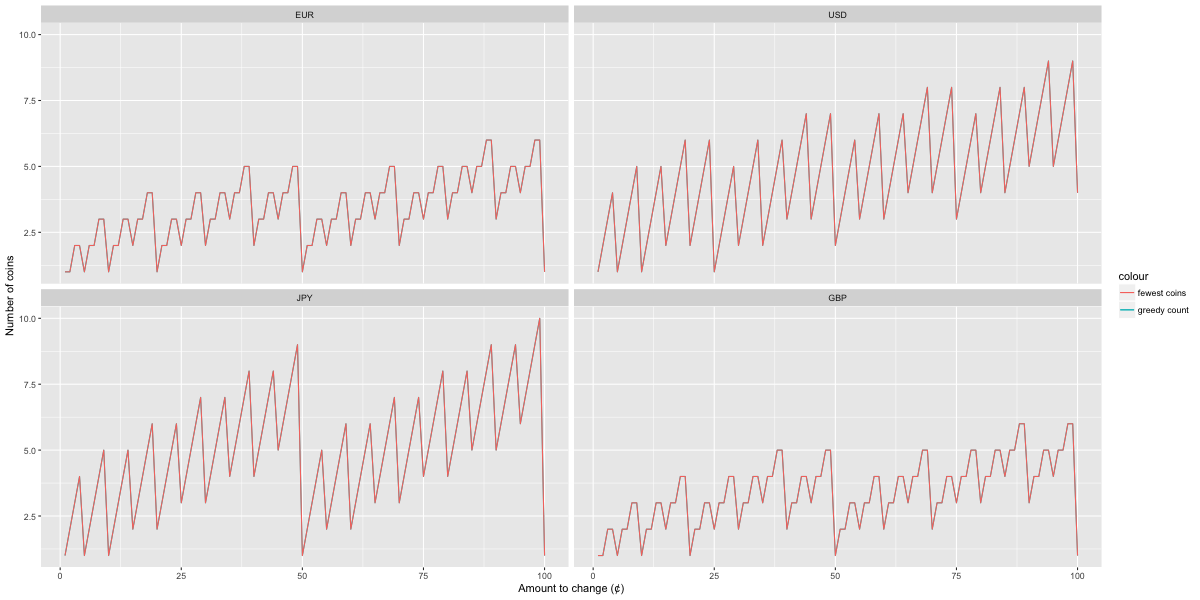 EUR
USD
10.0
7.5
5.0
2.5
JPY
GBP
10.0
7.5
5.0
2.5
0
25
50
75
100
0
25
50
75
100
Number of coins
Amount to change (¢)
colour
fewest coins
greedy count